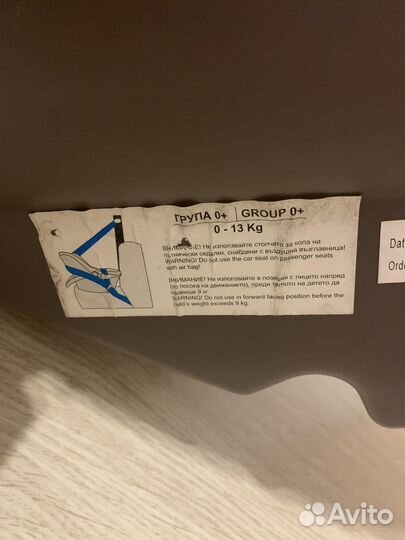 ГРУПА 0+ | GROUP 0+
0 - 13 Kg
ВНИМАНИЕ! Не използвайте столчето за кола на
пътнически седалки, снабдени с въздушна възглавница!
WARNING! Do not use the car seat on passenger seats
with air bag!
ВНИМАНИЕ! Не използвайте в позиция с лицето напред
(по посока на движението), преди теглото на детето да
надвиши 9 кг.
WARNING! Do not use in forward facing position before the
child's weight exceeds 9 kg.
Dat
Orde
Avito